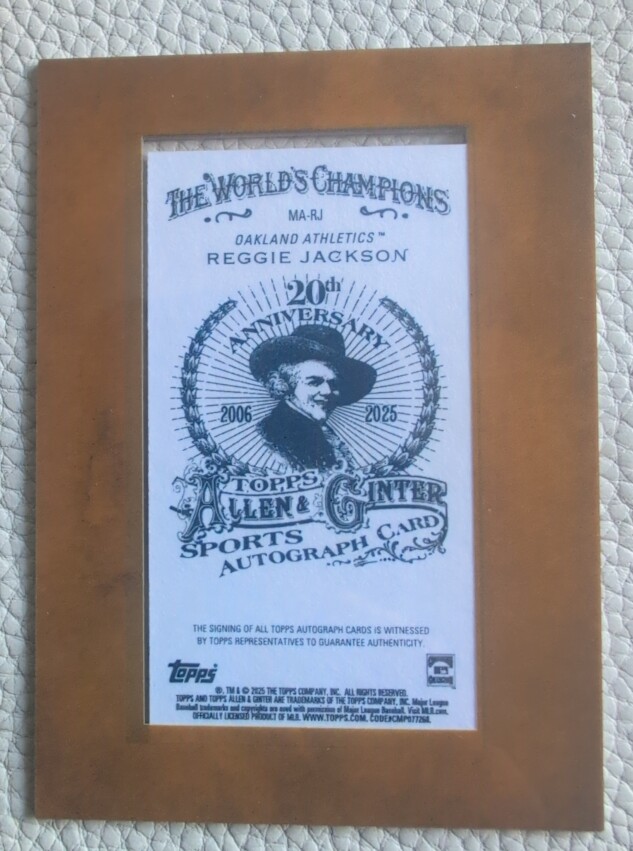 THE WORLD'S CHAMPIONS
MA-RJ
OAKLAND ATHLETICS™
REGGIE JACKSON
20th
ANNIVERSARY
2006 2025
TOPPS
ALLEN & GINTER
SPORTS
AUTOGRAPH CARD
THE SIGNING OF ALL TOPPS AUTOGRAPH CARDS IS WITNESSED
BY TOPPS REPRESENTATIVES TO GUARANTEE AUTHENTICITY.
topps
®, TM & © 2025 THE TOPPS COMPANY, INC. ALL RIGHTS RESERVED.
TOPPS AND TOPPS ALLEN & GINTER ARE TRADEMARKS OF THE TOPPS COMPANY, INC. Major League
Baseball trademarks and copyrights are used with permission of Major League Baseball. Visit MLB.com.
OFFICIALLY LICENSED PRODUCT OF MLB. WWW.TOPPS.COM. CODE#CMP077268.